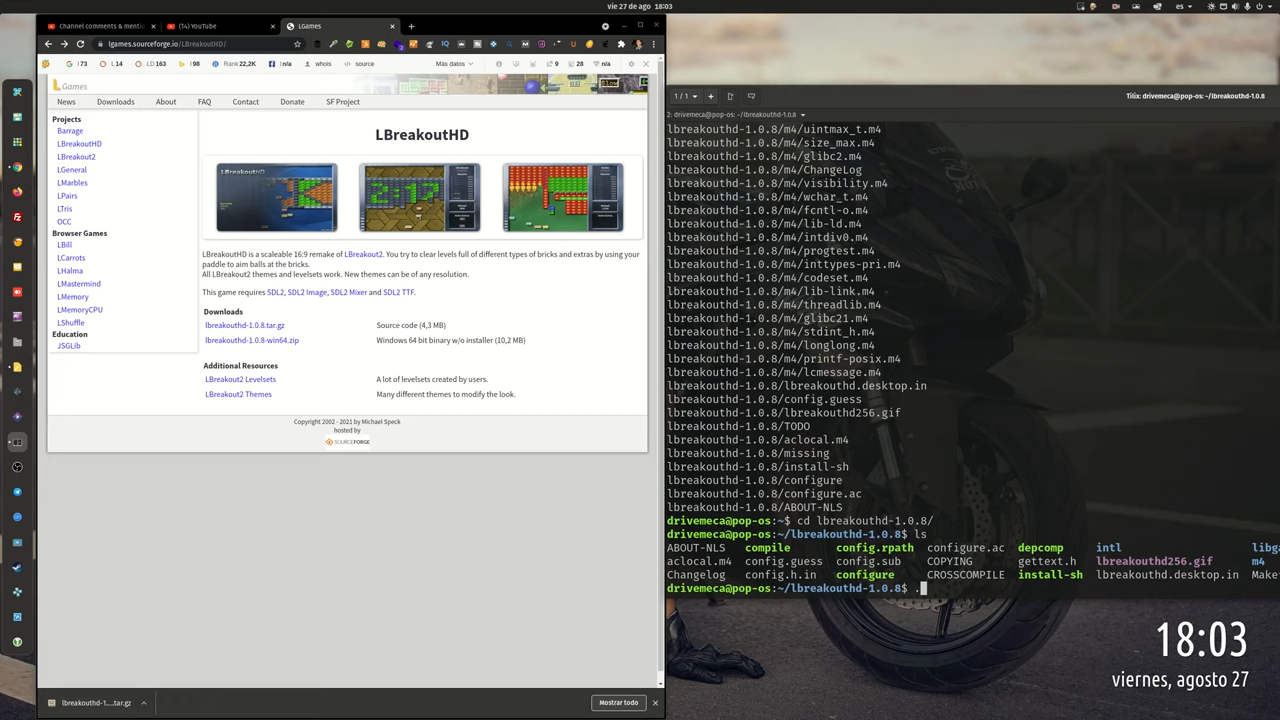 vie 27 de ago  18:03
es
Channel comments & menti
(14) YouTube
LGames
lgames.sourceforge.io/LBreakoutHD/
I 73
L 14
LD 163
I 98
Rank 22,2K
I n/a
whois
source
Más datos
9
28
n/a
LGames
News
Downloads
About
FAQ
Contact
Donate
SF Project
Projects
Barrage
LBreakoutHD
LBreakout2
LGeneral
LMarbles
LPairs
LTris
OCC
Browser Games
LBill
LCarrots
LHalma
LMastermind
LMemory
LMemoryCPU
LShuffle
Education
JSGLib
LBreakoutHD
LBreakoutHD is a scaleable 16:9 remake of LBreakout2. You try to clear levels full of different types of bricks and extras by using your
paddle to aim balls at the bricks.
All LBreakout2 themes and levelsets work. New themes can be of any resolution.
This game requires SDL2, SDL2 Image, SDL2 Mixer and SDL2 TTF.
Downloads
lbreakouthd-1.0.8.tar.gz
Source code (4,3 MB)
lbreakouthd-1.0.8-win64.zip
Windows 64 bit binary w/o installer (10,2 MB)
Additional Resources
LBreakout2 Levelsets
A lot of levelsets created by users.
LBreakout2 Themes
Many different themes to modify the look.
Copyright 2002 - 2021 by Michael Speck
hosted by
SOURCEFORGE
lbreakouthd-1....tar.gz
Mostrar todo
1 / 1
Tilix: drivemeca@pop-os: ~/lbreakouthd-1.0.8
2: drivemeca@pop-os: ~/lbreakouthd-1.0.8
lbreakouthd-1.0.8/m4/uintmax_t.m4
lbreakouthd-1.0.8/m4/size_max.m4
lbreakouthd-1.0.8/m4/glibc2.m4
lbreakouthd-1.0.8/m4/ChangeLog
lbreakouthd-1.0.8/m4/visibility.m4
lbreakouthd-1.0.8/m4/wchar_t.m4
lbreakouthd-1.0.8/m4/fcntl-o.m4
lbreakouthd-1.0.8/m4/lib-ld.m4
lbreakouthd-1.0.8/m4/intdiv0.m4
lbreakouthd-1.0.8/m4/progtest.m4
lbreakouthd-1.0.8/m4/inttypes-pri.m4
lbreakouthd-1.0.8/m4/codeset.m4
lbreakouthd-1.0.8/m4/lib-link.m4
lbreakouthd-1.0.8/m4/threadlib.m4
lbreakouthd-1.0.8/m4/glibc21.m4
lbreakouthd-1.0.8/m4/stdint_h.m4
lbreakouthd-1.0.8/m4/longlong.m4
lbreakouthd-1.0.8/m4/printf-posix.m4
lbreakouthd-1.0.8/m4/lcmessage.m4
lbreakouthd-1.0.8/lbreakouthd.desktop.in
lbreakouthd-1.0.8/config.guess
lbreakouthd-1.0.8/lbreakouthd256.gif
lbreakouthd-1.0.8/TODO
lbreakouthd-1.0.8/aclocal.m4
lbreakouthd-1.0.8/missing
lbreakouthd-1.0.8/install-sh
lbreakouthd-1.0.8/configure
lbreakouthd-1.0.8/configure.ac
lbreakouthd-1.0.8/ABOUT-NLS
drivemeca@pop-os:~$ cd lbreakouthd-1.0.8/
drivemeca@pop-os:~/lbreakouthd-1.0.8$ ls
ABOUT-NLS  compile  config.rpath  configure.ac  depcomp  intl  libg
aclocal.m4  config.guess  config.sub  COPYING  gettext.h  lbreakouthd256.gif  m4
Changelog  config.h.in  configure  CROSSCOMPILE  install-sh  lbreakouthd.desktop.in  Make
drivemeca@pop-os:~/lbreakouthd-1.0.8$ .
18:03
viernes, agosto 27